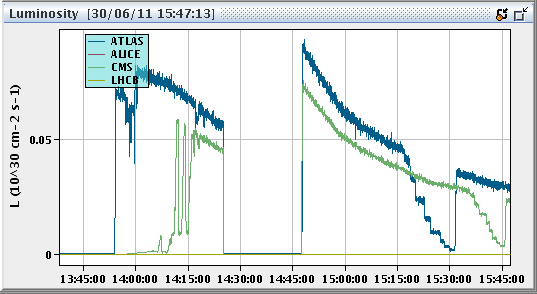 Luminosity [30/06/11 15:47:13]
ATLAS
ALICE
CMS
LHCB
L (10^30 cm-2 s-1)
0.05
0
13:45:00 14:00:00 14:15:00 14:30:00 14:45:00 15:00:00 15:15:00 15:30:00 15:45:00